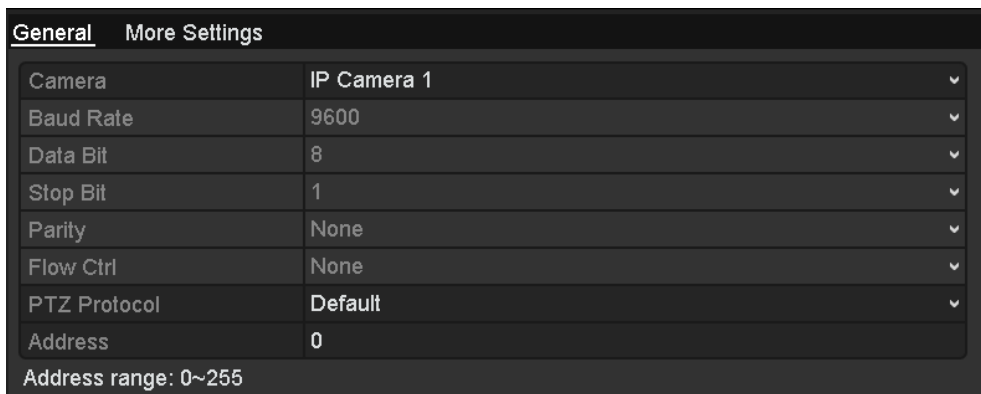 General More Settings
Camera IP Camera 1
Baud Rate 9600
Data Bit 8
Stop Bit 1
Parity None
Flow Ctrl None
PTZ Protocol Default
Address 0
Address range: 0~255